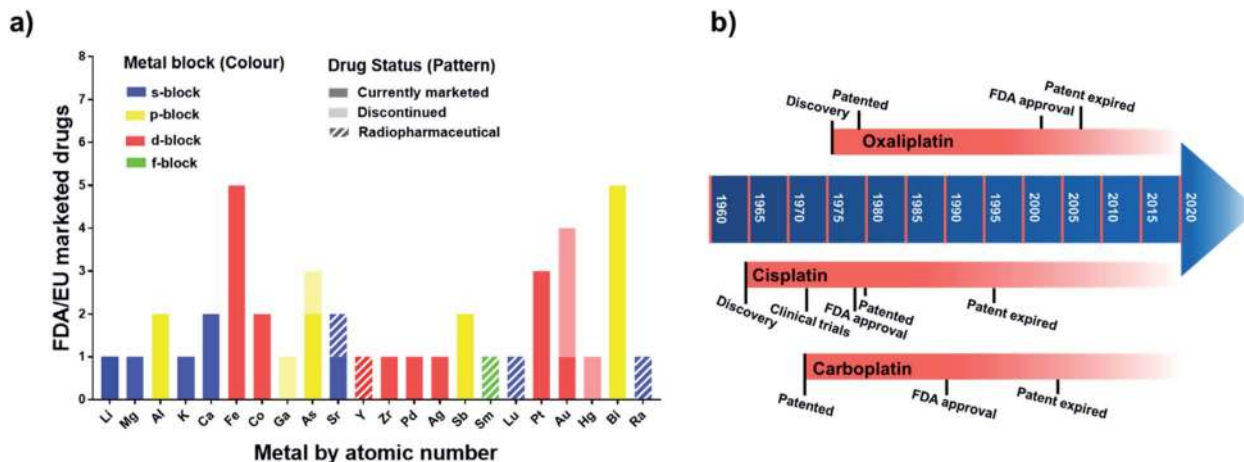 a)
8
7
6
5
4
3
2
1
0
FDA/EU marketed drugs
Metal block (Colour)
s-block
p-block
d-block
f-block
Drug Status (Pattern)
Currently marketed
Discontinued
Radiopharmaceutical
Li Mg Al K Ca Fe Co Ga As Sr Y Zr Pd Ag Sb Sm Lu Pt Au Hg Bi Ra
Metal by atomic number
b)
Discovery
Patented
FDA approval
Patent expired
Oxaliplatin
1960 1965 1970 1975 1980 1985 1990 1995 2000 2005 2010 2015 2020
Cisplatin
Discovery
Clinical trials
FDA approval
Patented
Patent expired
Carboplatin
Patented
FDA approval
Patent expired